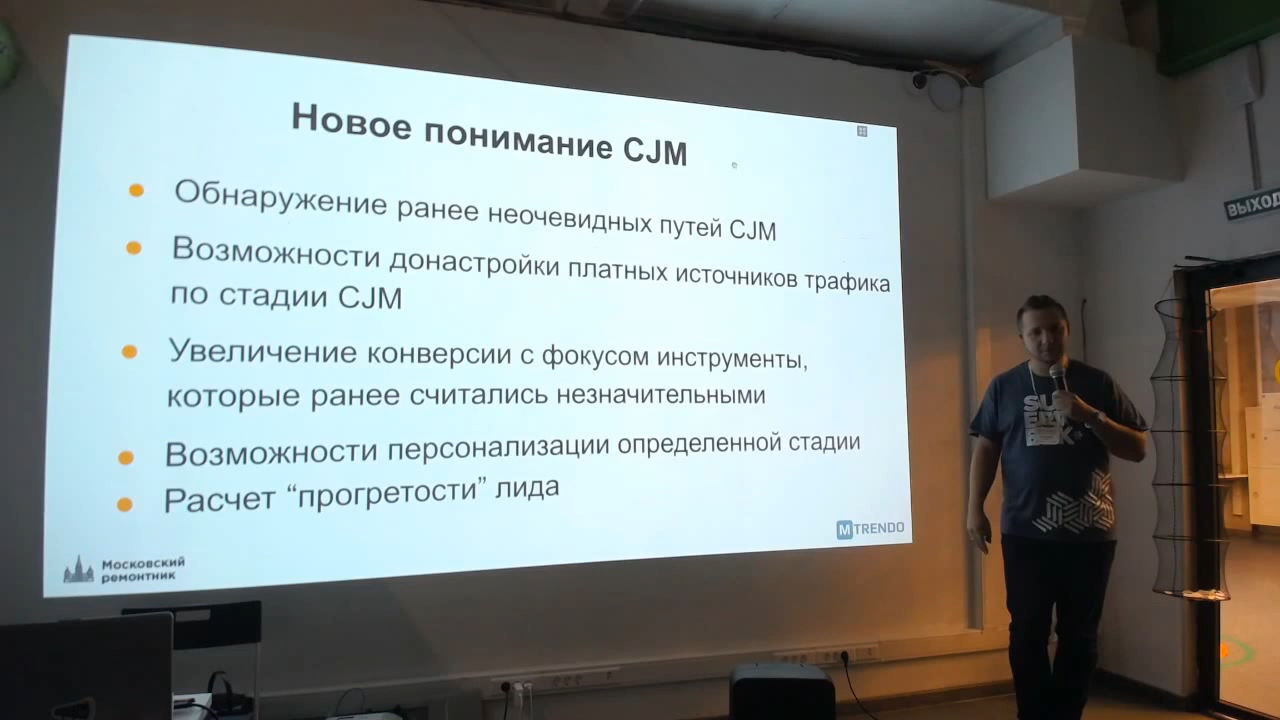 Новое понимание CJM
Обнаружение ранее неочевидных путей CJM
Возможности донастройки платных источников трафика
по стадии CJM
Увеличение конверсии с фокусом инструменты,
которые ранее считались незначительными
Возможности персонализации определенной стадии
Расчет “прогретости” лида
M TRENDO
Московский
ремонтник
ВЫХОД